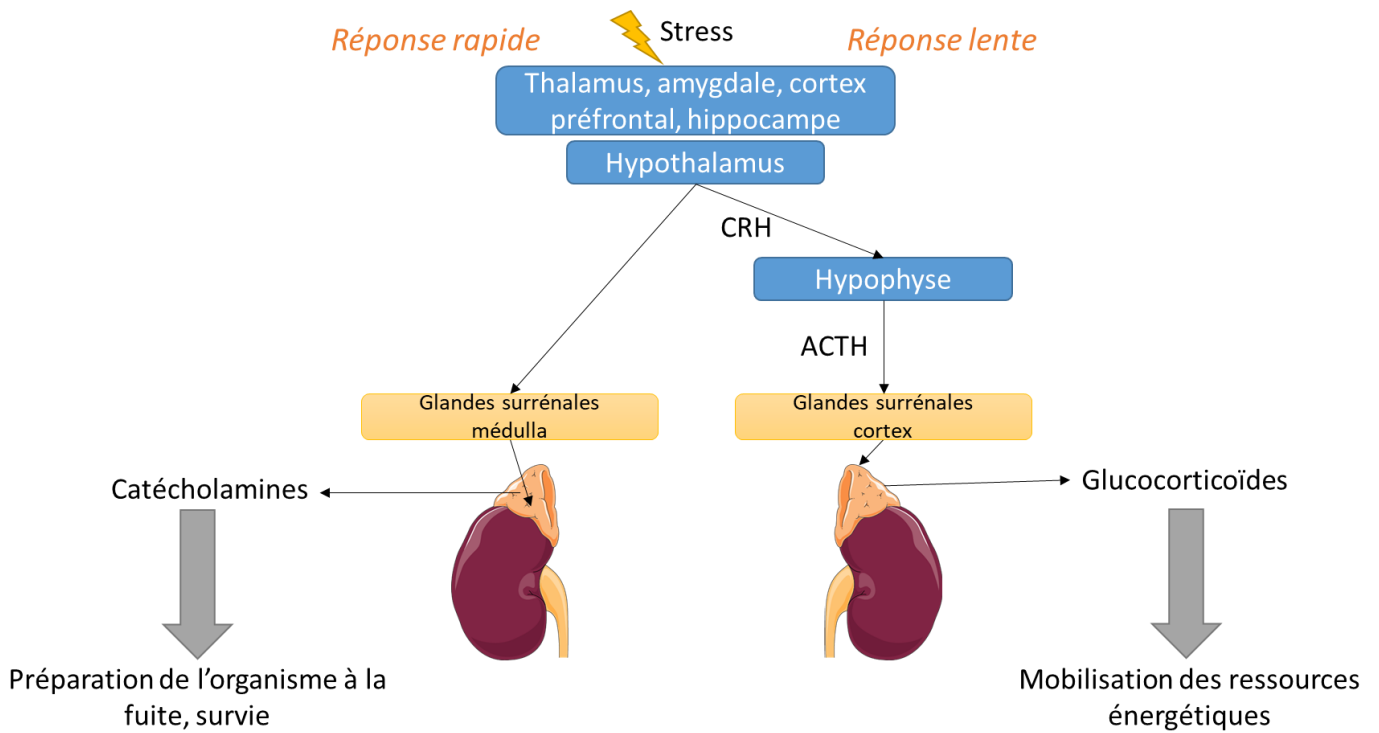 Réponse rapide
Stress
Réponse lente
Thalamus, amygdale, cortex
préfrontal, hippocampe
Hypothalamus
CRH
Hypophyse
ACTH
Glandes surrénales
médulla
Glandes surrénales
cortex
Catécholamines
Glucocorticoïdes
Préparation de l’organisme à la
fuite, survie
Mobilisation des ressources
énergétiques